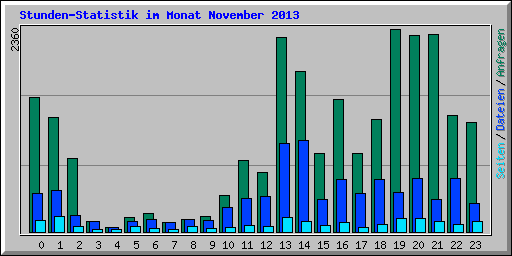 Stunden-Statistik im Monat November 2013
2360
Seiten/Dateien/Anfragen
0 1 2 3 4 5 6 7 8 9 10 11 12 13 14 15 16 17 18 19 20 21 22 23